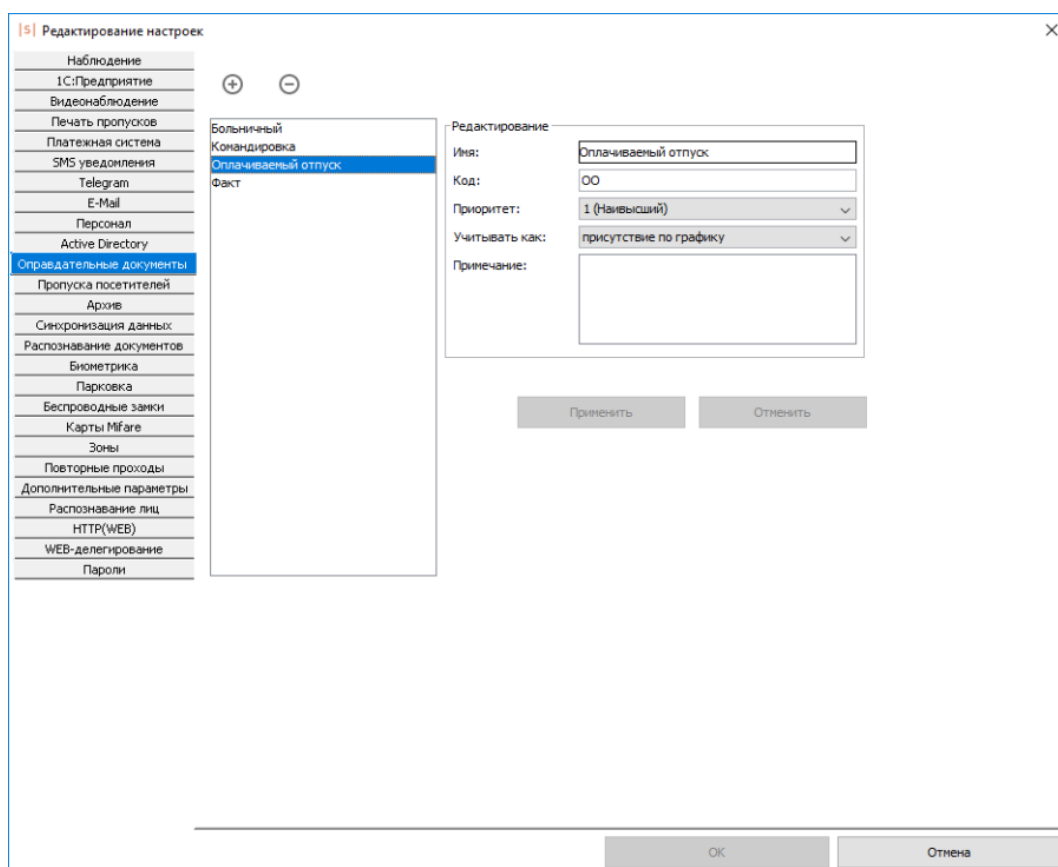 |S| Редактирование настроек
Наблюдение
1С:Предприятие
Видеонаблюдение
Печать пропусков
Платежная система
SMS уведомления
Telegram
E-Mail
Персонал
Active Directory
Оправдательные документы
Пропуска посетителей
Архив
Синхронизация данных
Распознавание документов
Биометрика
Парковка
Беспроводные замки
Карты Mifare
Зоны
Повторные проходы
Дополнительные параметры
Распознавание лиц
HTTP(WEB)
WEB-делегирование
Пароли
Больничный
Командировка
Оплачиваемый отпуск
Факт
Редактирование
Имя: Оплачиваемый отпуск
Код: ОО
Приоритет: 1 (Наивысший)
Учитывать как: присутствие по графику
Примечание:
Применить Отменить
ОК Отмена